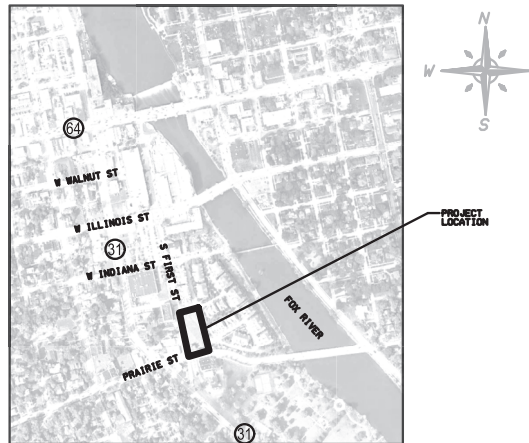 N
W
E
S
64
W WALNUT ST
W ILLINOIS ST
31
W INDIANA ST
S FIRST ST
PROJECT
LOCATION
FOX RIVER
PRAIRIE ST
31